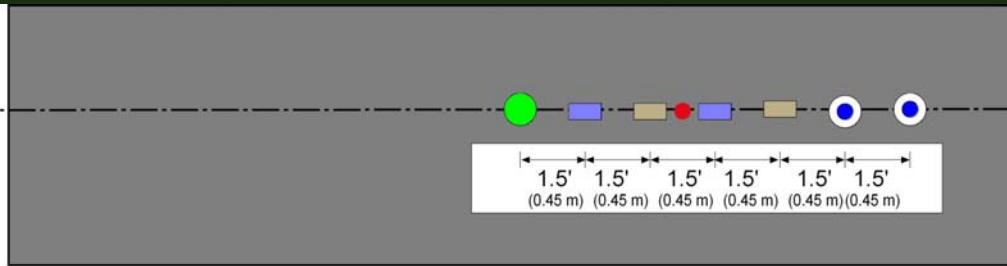 1.5' 1.5' 1.5' 1.5' 1.5' 1.5'
(0.45 m) (0.45 m) (0.45 m) (0.45 m) (0.45 m) (0.45 m)